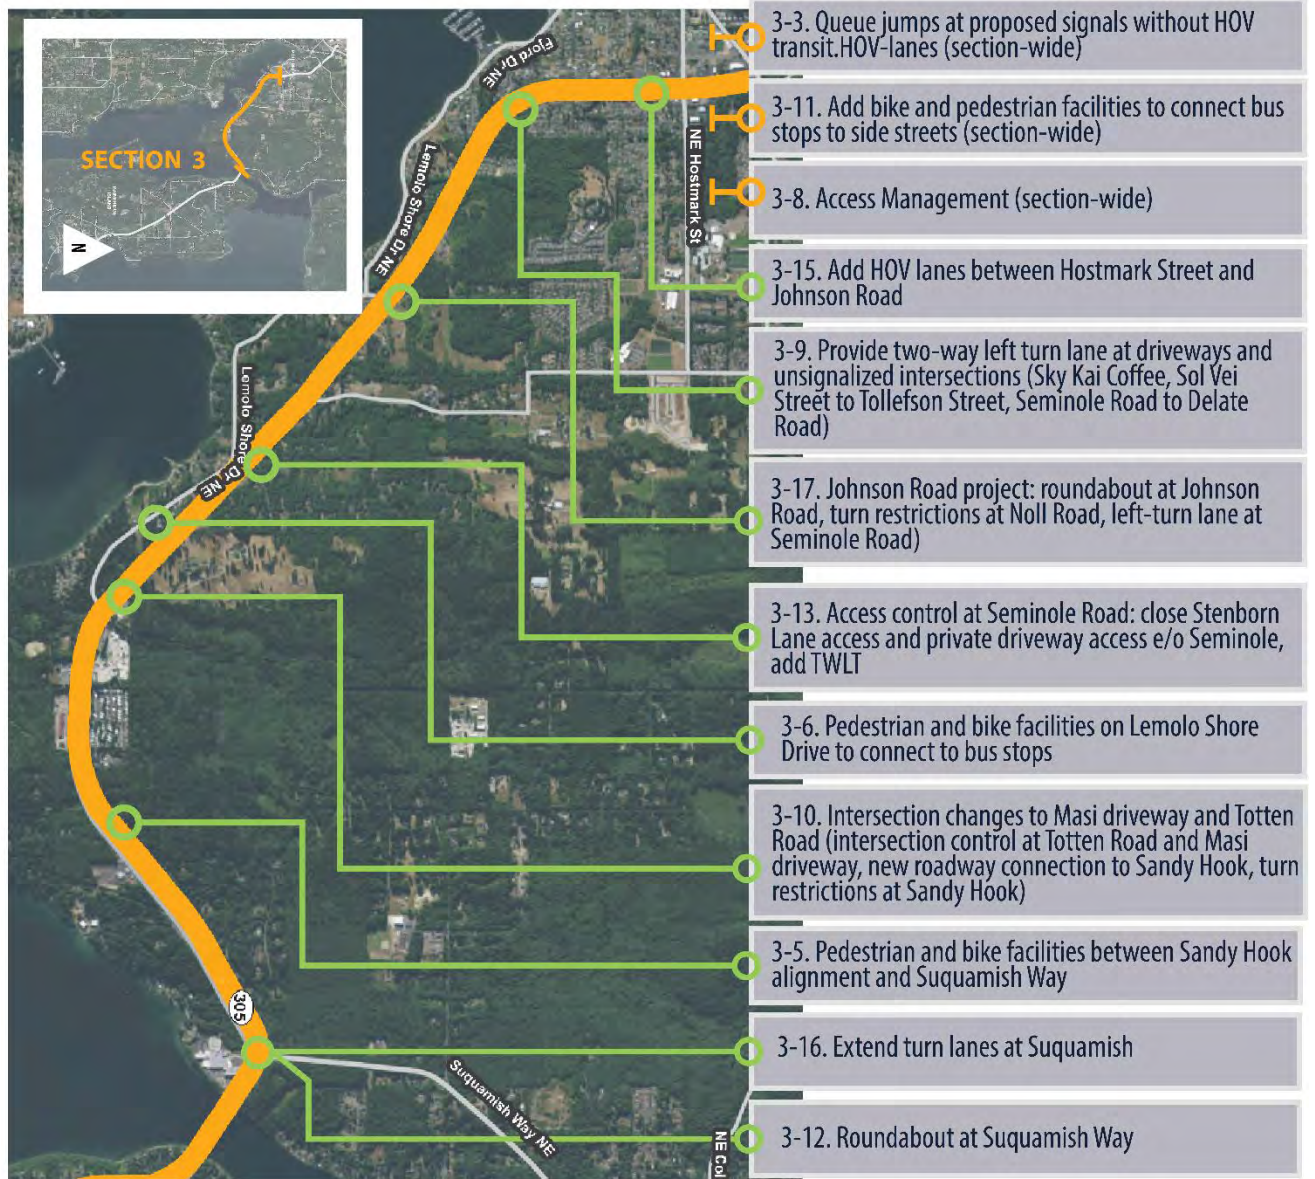 SECTION 3
N
Fjord Dr NE
Lemolo Shore Dr NE
NE Hostmark St
Lemolo Shore
Dr NE
305
Suquamish Way NE
NE Col
3-3. Queue jumps at proposed signals without HOV
transit.HOV-lanes (section-wide)
3-11. Add bike and pedestrian facilities to connect bus
stops to side streets (section-wide)
3-8. Access Management (section-wide)
3-15. Add HOV lanes between Hostmark Street and
Johnson Road
3-9. Provide two-way left turn lane at driveways and
unsignalized intersections (Sky Kai Coffee, Sol Vei
Street to Tollefson Street, Seminole Road to Delate
Road)
3-17. Johnson Road project: roundabout at Johnson
Road, turn restrictions at Noll Road, left-turn lane at
Seminole Road)
3-13. Access control at Seminole Road: close Stenborn
Lane access and private driveway access e/o Seminole,
add TWLT
3-6. Pedestrian and bike facilities on Lemolo Shore
Drive to connect to bus stops
3-10. Intersection changes to Masi driveway and Totten
Road (intersection control at Totten Road and Masi
driveway, new roadway connection to Sandy Hook, turn
restrictions at Sandy Hook)
3-5. Pedestrian and bike facilities between Sandy Hook
alignment and Suquamish Way
3-16. Extend turn lanes at Suquamish
3-12. Roundabout at Suquamish Way